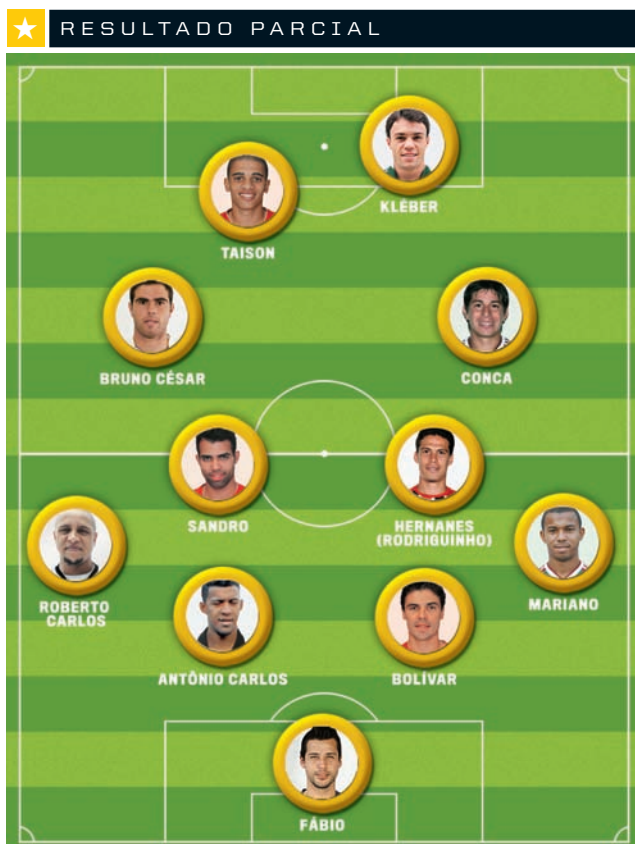 RESULTADO PARCIAL
KLÉBER
TAISON
BRUNO CÉSAR
CONCA
SANDRO
HERNANES
(RODRIGUINHO)
ROBERTO
CARLOS
MARIANO
ANTÔNIO CARLOS
BOLÍVAR
FÁBIO